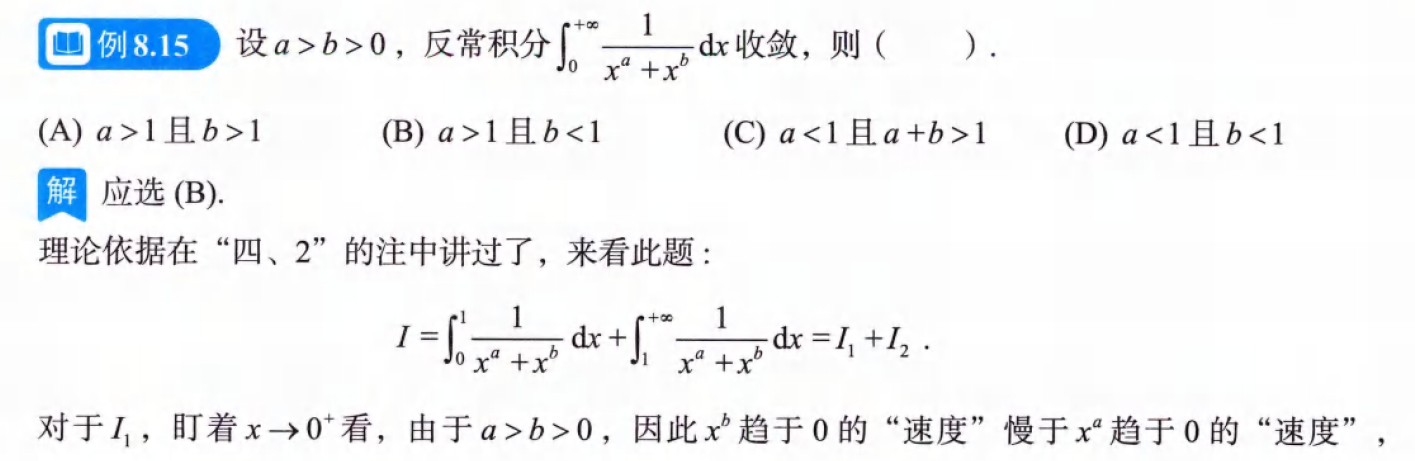 例 8.15 设 $a>b>0$，反常积分 $\int_0^{+\infty}\frac{1}{x^a+x^b}\mathrm{d}x$ 收敛，则（　　）.
(A) $a>1$ 且 $b>1$ (B) $a>1$ 且 $b<1$ (C) $a<1$ 且 $a+b>1$ (D) $a<1$ 且 $b<1$
解 应选 (B).
理论依据在“四、2”的注中讲过了，来看此题：
$I=\int_0^1\frac{1}{x^a+x^b}\mathrm{d}x+\int_1^{+\infty}\frac{1}{x^a+x^b}\mathrm{d}x=I_1+I_2$ .
对于 $I_1$，盯着 $x\to 0^+$ 看，由于 $a>b>0$，因此 $x^b$ 趋于 0 的“速度”慢于 $x^a$ 趋于 0 的“速度”，